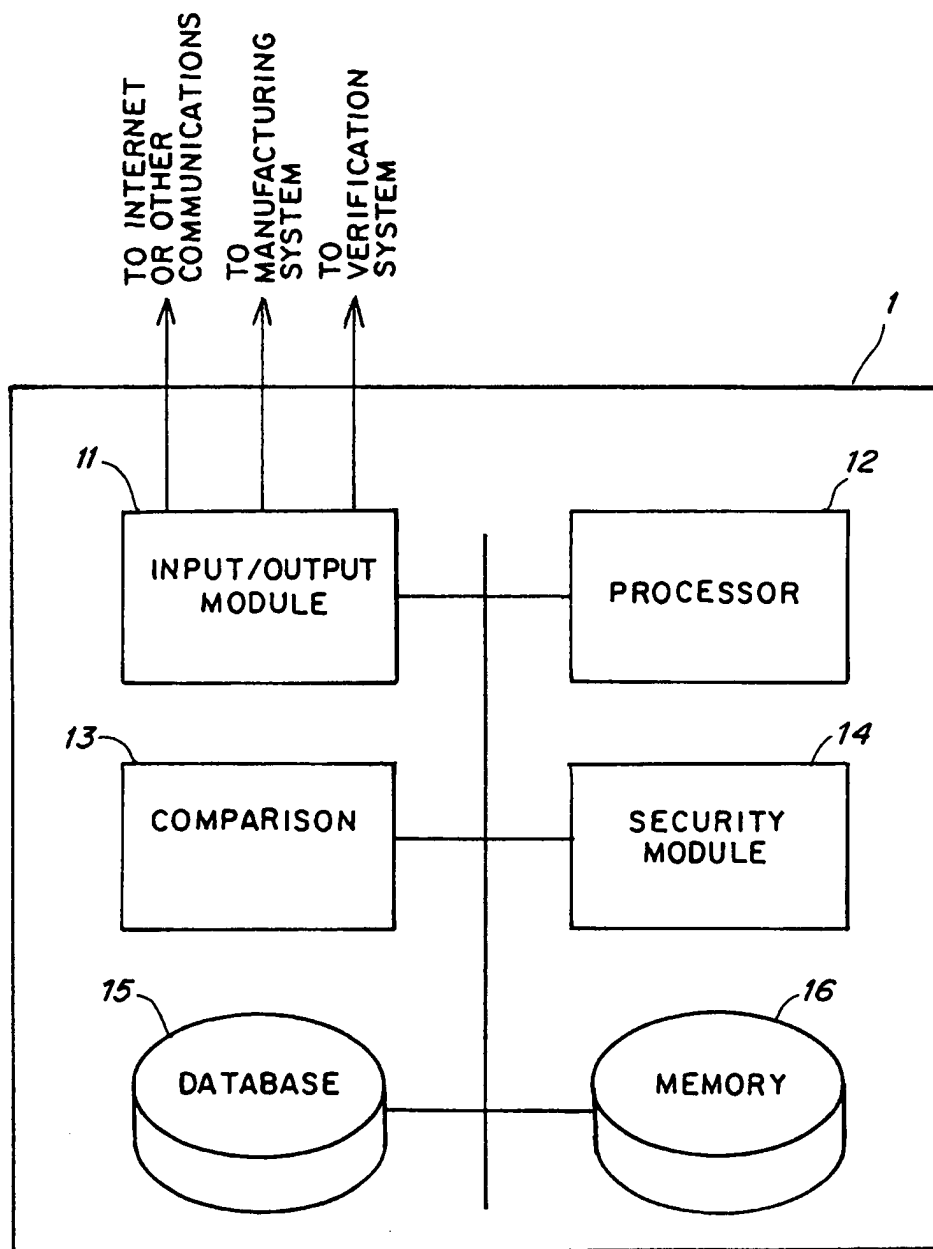 TO INTERNET
OR OTHER
COMMUNICATIONS
TO
MANUFACTURING
SYSTEM
TO
VERIFICATION
SYSTEM
1
11
INPUT/OUTPUT
MODULE
12
PROCESSOR
13
COMPARISON
14
SECURITY
MODULE
15
DATABASE
16
MEMORY